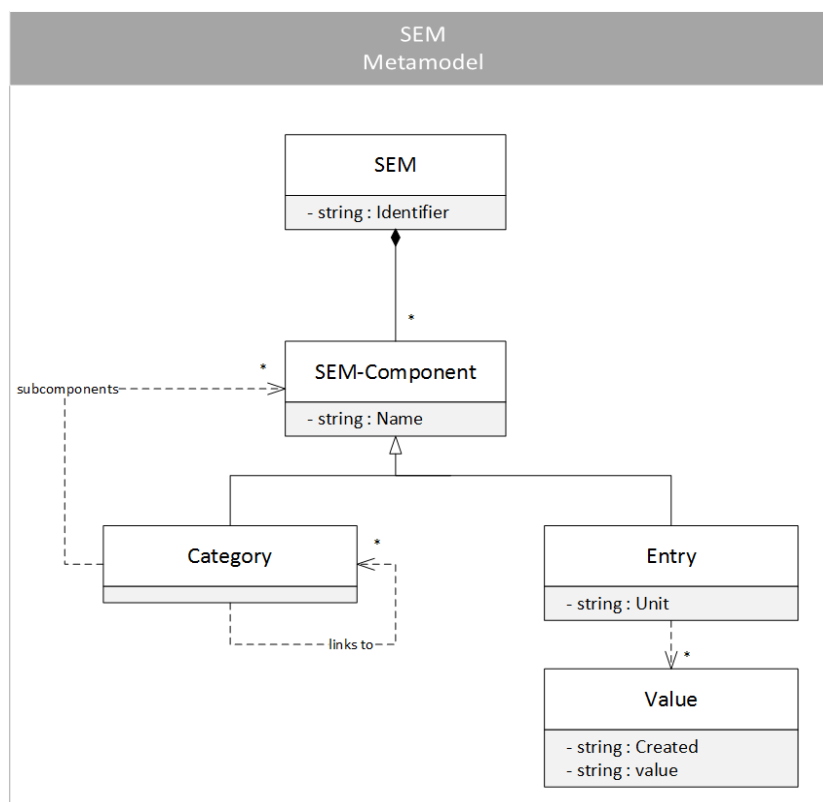 SEM
Metamodel
SEM
- string : Identifier
*
SEM-Component
- string : Name
*
subcomponents
Category
*
links to
Entry
- string : Unit
*
Value
- string : Created
- string : value